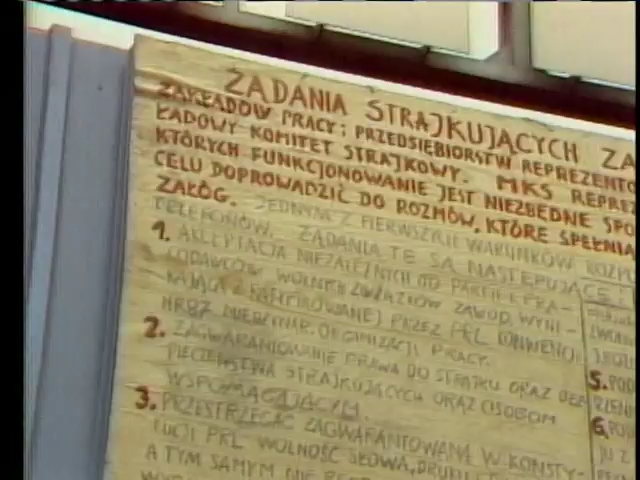 ŻĄDANIA STRAJKUJĄCYCH ZA
ZAKŁADÓW PRACY i PRZEDSIĘBIORSTW REPREZENTO
ŁADOWY KOMITET STRAJKOWY. MKS REPREZ
KTÓRYCH FUNKCJONOWANIE JEST NIEZBĘDNE SPO
CELU DOPROWADZIĆ DO ROZMÓW, KTÓRE SPEŁNIA
ZAŁÓG. JEDNYM Z PIERWSZYCH WARUNKÓW ROZPO
TELEFONÓW. ŻĄDANIA TE SĄ NASTĘPUJĄCE:
1. AKCEPTACJA NIEZALEŻNYCH OD PARTII I PRA-
CODAWCÓW WOLNYCH ZWIĄZKÓW ZAWOD. WYNI-
KAJĄCA Z RATYFIKOWANEJ PRZEZ PRL KONWENCJI
NR 87 MIĘDZYNAR. ORGANIZACJI PRACY.
2. ZAGWARANTOWANIE PRAWA DO STRAJKU ORAZ BEZ-
PIECZEŃSTWA STRAJKUJĄCYCH ORAZ OSOBOM
WSPOMAGAJĄCYM.
3. PRZESTRZEGAĆ ZAGWARANTOWANĄ W KONSTY-
TUCJI PRL WOLNOŚĆ SŁOWA, DRUKU
A TYM SAMYM NIE
5.
6.